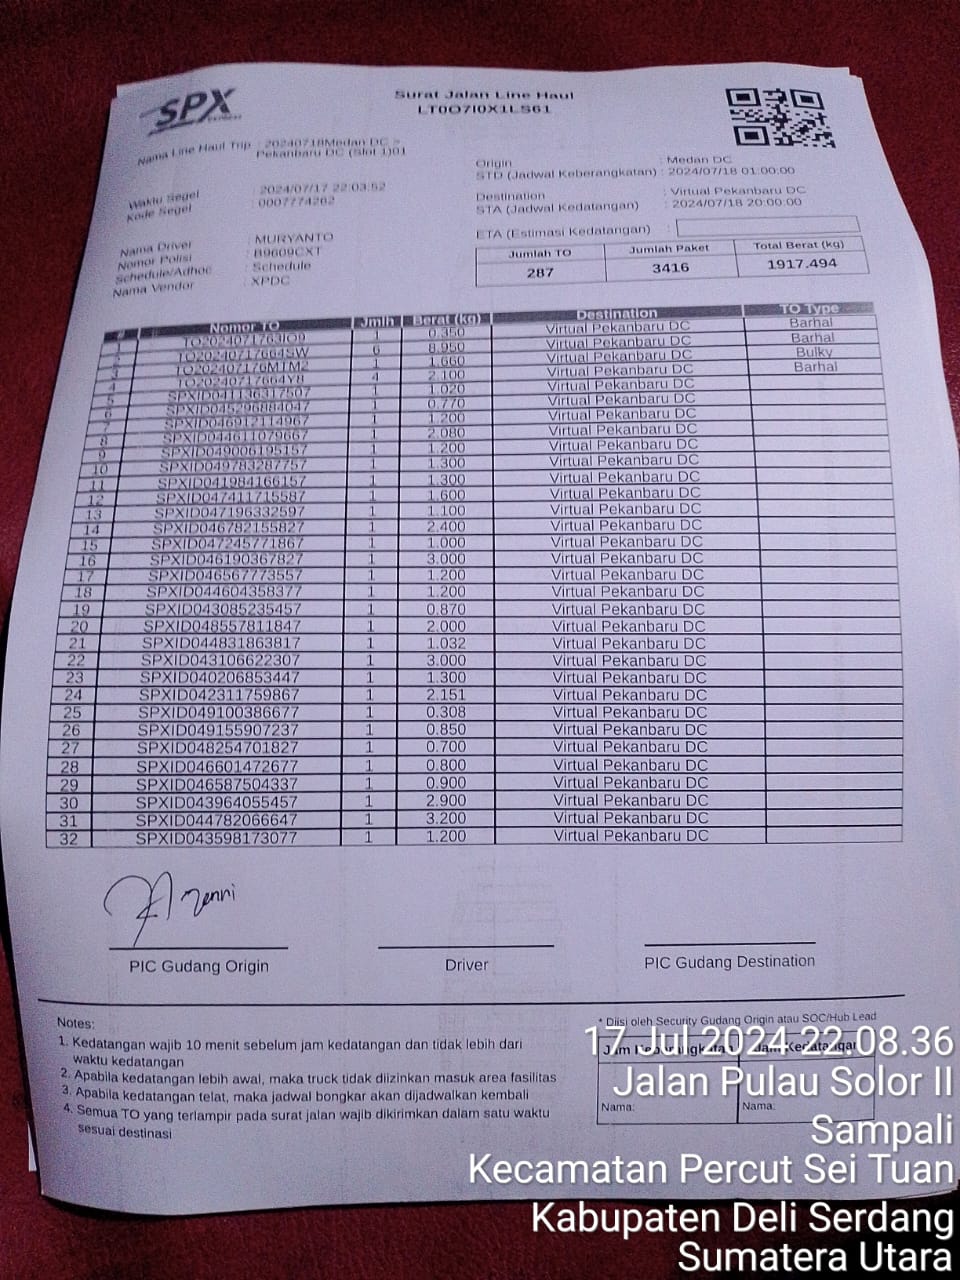 SPX
EXPRESS
Surat Jalan Line Haul
LT0O7I0X1LS61
Nama Line Haul Trip : 20240718Medan DC >
Pekanbaru DC (Slot 1)01
Waktu Segel : 2024/07/17 22:03:52
Kode Segel : 0007774262
Nama Driver : MURYANTO
Nomor Polisi : B9609CXT
Schedule/Adhoc : Schedule
Nama Vendor : XPDC
Origin : Medan DC
STD (Jadwal Keberangkatan) : 2024/07/18 01:00:00
Destination : Virtual Pekanbaru DC
STA (Jadwal Kedatangan) : 2024/07/18 20:00:00
ETA (Estimasi Kedatangan) :
Jumlah TO Jumlah Paket Total Berat (kg)
287 3416 1917.494
# Nomor TO Jmlh Berat (kg) Destination TO Type
1 0.350 Virtual Pekanbaru DC Barhal
6 8.950 Virtual Pekanbaru DC Barhal
1 1.660 Virtual Pekanbaru DC Bulky
4 TO20240717664Y8 4 2.100 Virtual Pekanbaru DC Barhal
5 SPXID041136317507 1 1.020 Virtual Pekanbaru DC
6 SPXID045296884047 1 0.770 Virtual Pekanbaru DC
7 SPXID046912114967 1 1.200 Virtual Pekanbaru DC
8 SPXID044611079667 1 2.080 Virtual Pekanbaru DC
9 SPXID049006195157 1 1.200 Virtual Pekanbaru DC
10 SPXID049783287757 1 1.300 Virtual Pekanbaru DC
11 SPXID041984166157 1 1.300 Virtual Pekanbaru DC
12 SPXID047411715587 1 1.600 Virtual Pekanbaru DC
13 SPXID047196332597 1 1.100 Virtual Pekanbaru DC
14 SPXID046782155827 1 2.400 Virtual Pekanbaru DC
15 SPXID047245771867 1 1.000 Virtual Pekanbaru DC
16 SPXID046190367827 1 3.000 Virtual Pekanbaru DC
17 SPXID046567773557 1 1.200 Virtual Pekanbaru DC
18 SPXID044604358377 1 1.200 Virtual Pekanbaru DC
19 SPXID043085235457 1 0.870 Virtual Pekanbaru DC
20 SPXID048557811847 1 2.000 Virtual Pekanbaru DC
21 SPXID044831863817 1 1.032 Virtual Pekanbaru DC
22 SPXID043106622307 1 3.000 Virtual Pekanbaru DC
23 SPXID040206853447 1 1.300 Virtual Pekanbaru DC
24 SPXID042311759867 1 2.151 Virtual Pekanbaru DC
25 SPXID049100386677 1 0.308 Virtual Pekanbaru DC
26 SPXID049155907237 1 0.850 Virtual Pekanbaru DC
27 SPXID048254701827 1 0.700 Virtual Pekanbaru DC
28 SPXID046601472677 1 0.800 Virtual Pekanbaru DC
29 SPXID046587504337 1 0.900 Virtual Pekanbaru DC
30 SPXID043964055457 1 2.900 Virtual Pekanbaru DC
31 SPXID044782066647 1 3.200 Virtual Pekanbaru DC
32 SPXID043598173077 1 1.200 Virtual Pekanbaru DC
PIC Gudang Origin
Driver
PIC Gudang Destination
Notes:
1. Kedatangan wajib 10 menit sebelum jam kedatangan dan tidak lebih dari
waktu kedatangan
2. Apabila kedatangan lebih awal, maka truck tidak diizinkan masuk area fasilitas
3. Apabila kedatangan telat, maka jadwal bongkar akan dijadwalkan kembali
4. Semua TO yang terlampir pada surat jalan wajib dikirimkan dalam satu waktu
sesuai destinasi
* Diisi oleh Security Gudang Origin atau SOC/Hub Lead
Jam Keberangkatan Jam Kedatangan
Nama: Nama:
17 Jul 2024 22.08.36
Jalan Pulau Solor II
Sampali
Kecamatan Percut Sei Tuan
Kabupaten Deli Serdang
Sumatera Utara